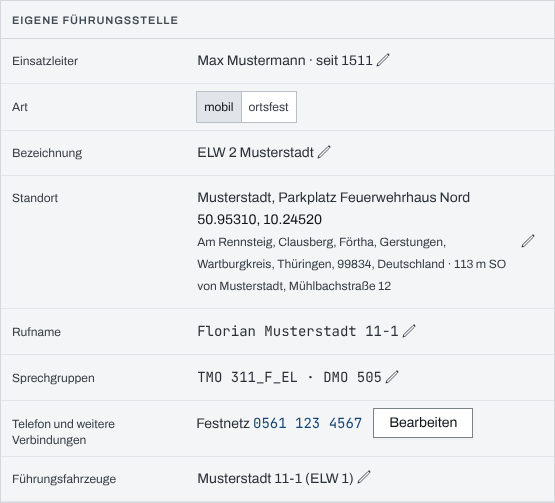 EIGENE FÜHRUNGSSTELLE
Einsatzleiter
Max Mustermann · seit 1511
Art
mobil ortsfest
Bezeichnung
ELW 2 Musterstadt
Standort
Musterstadt, Parkplatz Feuerwehrhaus Nord
50.95310, 10.24520
Am Rennsteig, Clausberg, Förtha, Gerstungen,
Wartburgkreis, Thüringen, 99834, Deutschland · 113 m SO
von Musterstadt, Mühlbachstraße 12
Rufname
Florian Musterstadt 11-1
Sprechgruppen
TMO 311_F_EL · DMO 505
Telefon und weitere
Verbindungen
Festnetz 0561 123 4567 Bearbeiten
Führungsfahrzeuge
Musterstadt 11-1 (ELW 1)